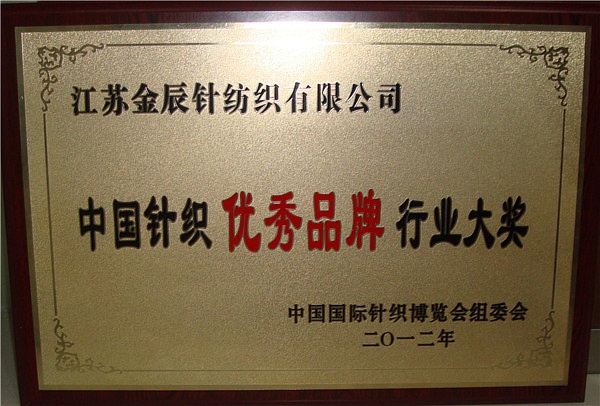 江苏金辰针纺织有限公司
中国针织 优秀品牌 行业大奖
中国国际针织博览会组委会
二〇一二年